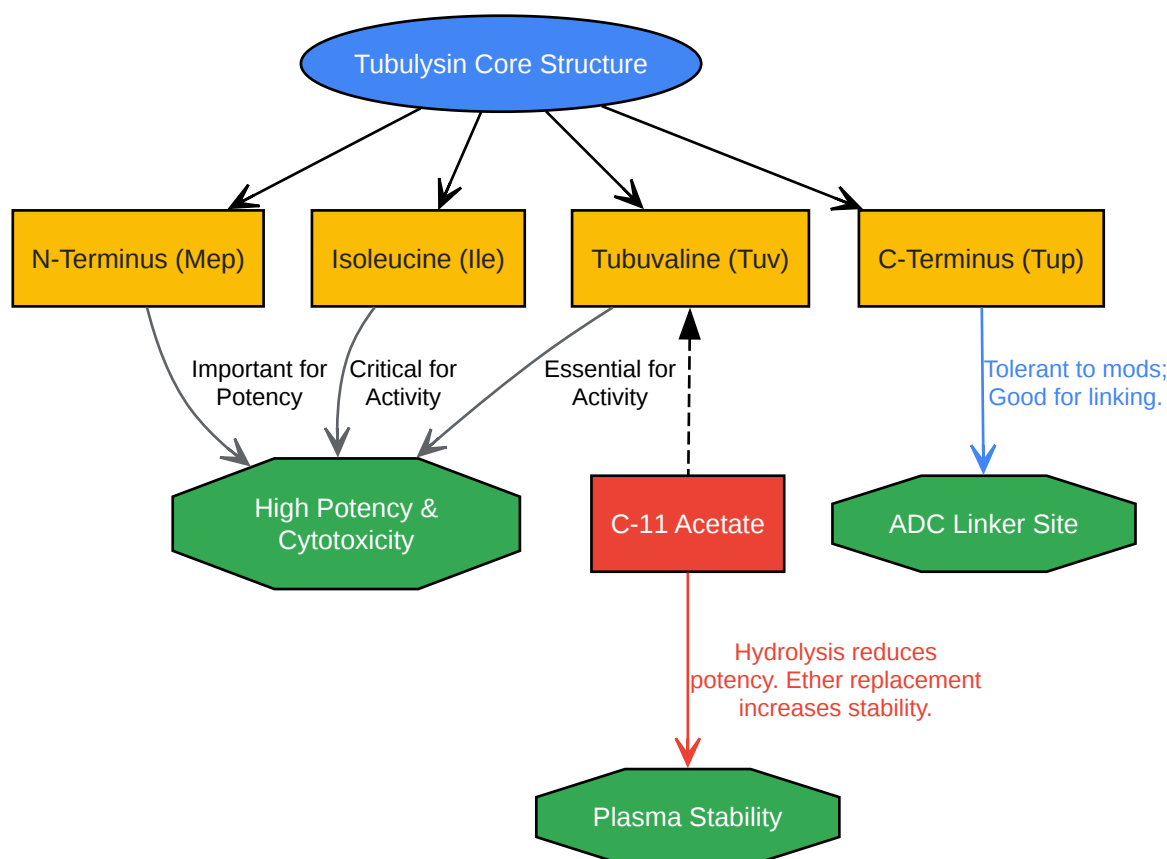 Tubulysin Core Structure
N-Terminus (Mep)
Isoleucine (Ile)
Tubuvaline (Tuv)
C-Terminus (Tup)
Important for
Potency
Critical for
Activity
Essential for
Activity
Tolerant to mods;
Good for linking.
High Potency &
Cytotoxicity
C-11 Acetate
ADC Linker Site
Hydrolysis reduces
potency. Ether replacement
increases stability.
Plasma Stability